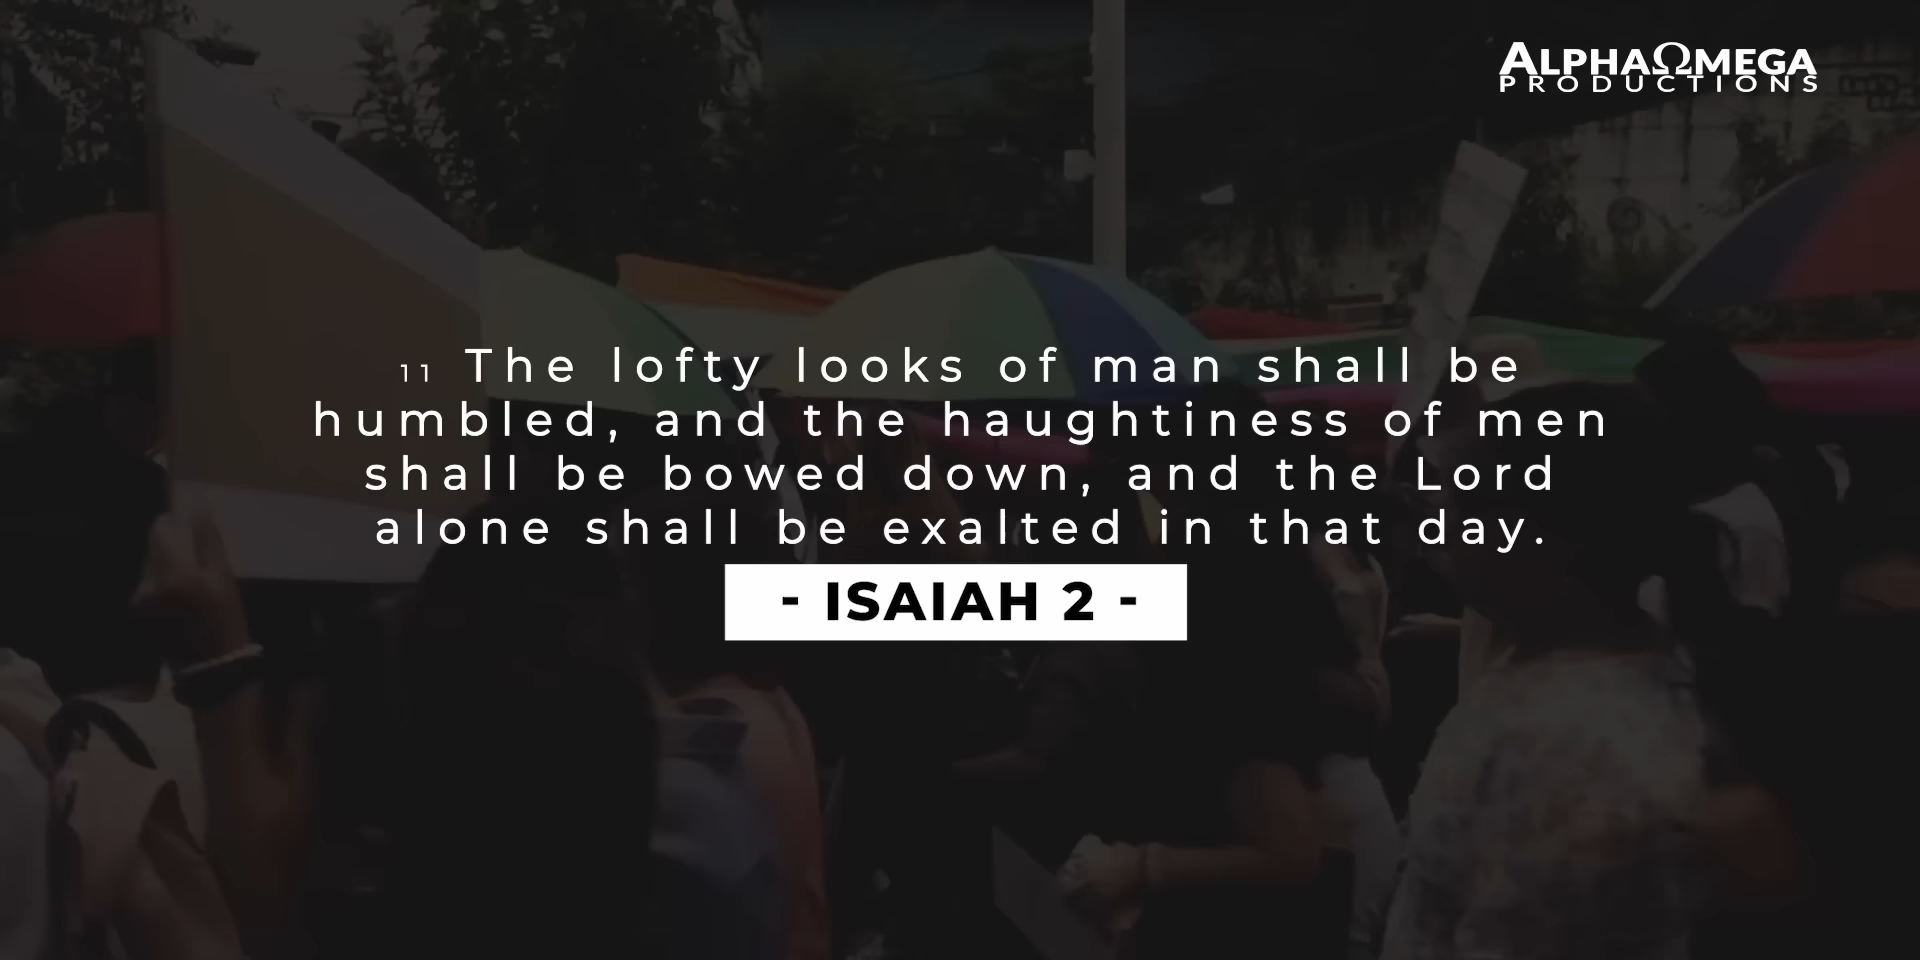 AlphaΩmega
PRODUCTIONS
11 The lofty looks of man shall be
humbled, and the haughtiness of men
shall be bowed down, and the Lord
alone shall be exalted in that day.
- ISAIAH 2 -